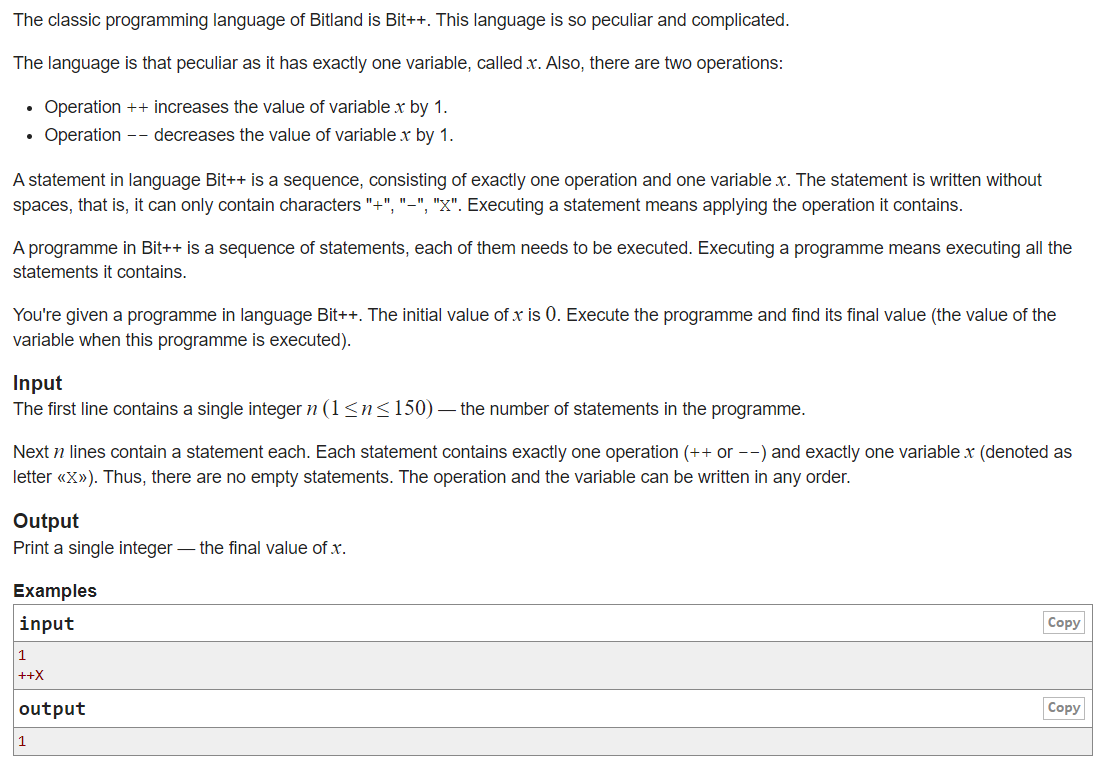 The classic programming language of Bitland is Bit++. This language is so peculiar and complicated.
The language is that peculiar as it has exactly one variable, called x. Also, there are two operations:
• Operation ++ increases the value of variable x by 1.
• Operation -- decreases the value of variable x by 1.
A statement in language Bit++ is a sequence, consisting of exactly one operation and one variable x. The statement is written without
spaces, that is, it can only contain characters "+", "-", "X". Executing a statement means applying the operation it contains.
A programme in Bit++ is a sequence of statements, each of them needs to be executed. Executing a programme means executing all the
statements it contains.
You're given a programme in language Bit++. The initial value of x is 0. Execute the programme and find its final value (the value of the
variable when this programme is executed).
Input
The first line contains a single integer n (1 ≤ n ≤ 150) — the number of statements in the programme.
Next n lines contain a statement each. Each statement contains exactly one operation (++ or --) and exactly one variable x (denoted as
letter «X»). Thus, there are no empty statements. The operation and the variable can be written in any order.
Output
Print a single integer — the final value of x.
Examples
input Copy
1
++X
output Copy
1